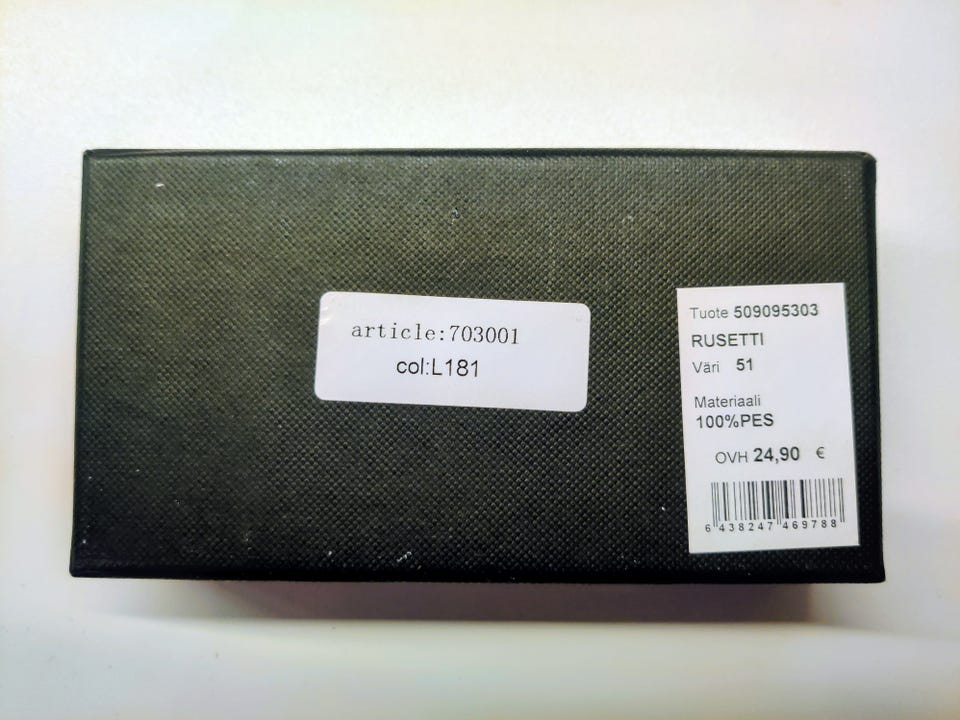 article:703001
col:L181
Tuote 509095303
RUSETTI
Väri 51
Materiaali
100%PES
OVH 24,90 €
6 438247 469788